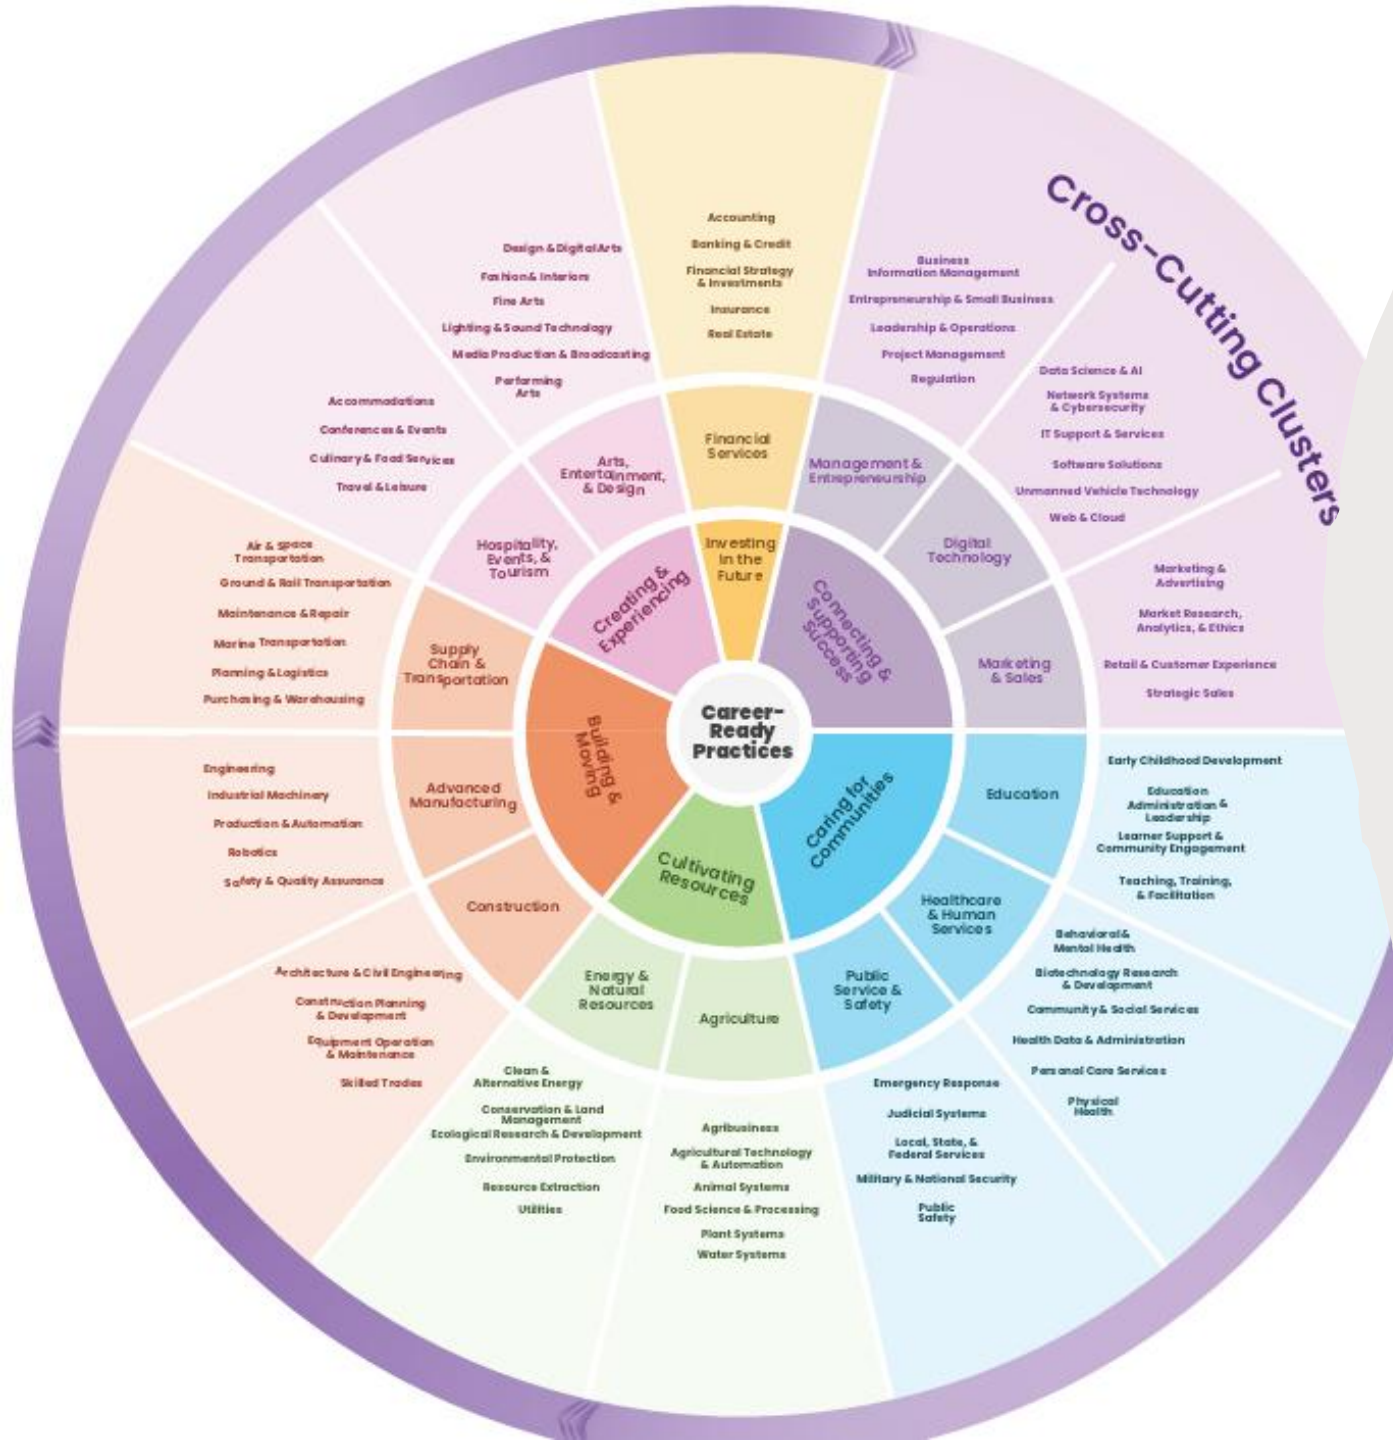 Cross-Cutting Clusters
Career-
Ready
Practices
Investing
In the
Future
Financial
Services
Accounting
Banking & Credit
Financial Strategy
& Investments
Insurance
Real Estate
Connecting &
Supporting
Success
Management &
Entrepreneurship
Business
Information Management
Entrepreneurship & Small Business
Leadership & Operations
Project Management
Regulation
Digital
Technology
Data Science & AI
Network Systems
& Cybersecurity
IT Support & Services
Software Solutions
Unmanned Vehicle Technology
Web & Cloud
Marketing
& Sales
Marketing &
Advertising
Market Research,
Analytics, & Ethics
Retail & Customer Experience
Strategic Sales
Caring for
Communities
Education
Early Childhood Development
Education
Administration &
Leadership
Learner Support &
Community Engagement
Teaching, Training,
& Facilitation
Healthcare
& Human
Services
Behavioral &
Mental Health
Biotechnology Research
& Development
Community & Social Services
Health Data & Administration
Personal Care Services
Physical
Health
Public
Service &
Safety
Emergency Response
Judicial Systems
Local, State, &
Federal Services
Military & National Security
Public
Safety
Cultivating
Resources
Agriculture
Agribusiness
Agricultural Technology
& Automation
Animal Systems
Food Science & Processing
Plant Systems
Water Systems
Energy &
Natural
Resources
Clean &
Alternative Energy
Conservation & Land
Management
Ecological Research & Development
Environmental Protection
Resource Extraction
Utilities
Building &
Moving
Construction
Architecture & Civil Engineering
Construction Planning
& Development
Equipment Operation
& Maintenance
Skilled Trades
Advanced
Manufacturing
Engineering
Industrial Machinery
Production & Automation
Robotics
Safety & Quality Assurance
Supply
Chain &
Transportation
Air & Space
Transportation
Ground & Rail Transportation
Maintenance & Repair
Marine Transportation
Planning & Logistics
Purchasing & Warehousing
Creating &
Experiencing
Hospitality,
Events, &
Tourism
Accommodations
Conferences & Events
Culinary & Food Services
Travel & Leisure
Arts,
Entertainment,
& Design
Design & Digital Arts
Fashion & Interiors
Fine Arts
Lighting & Sound Technology
Media Production & Broadcasting
Performing
Arts